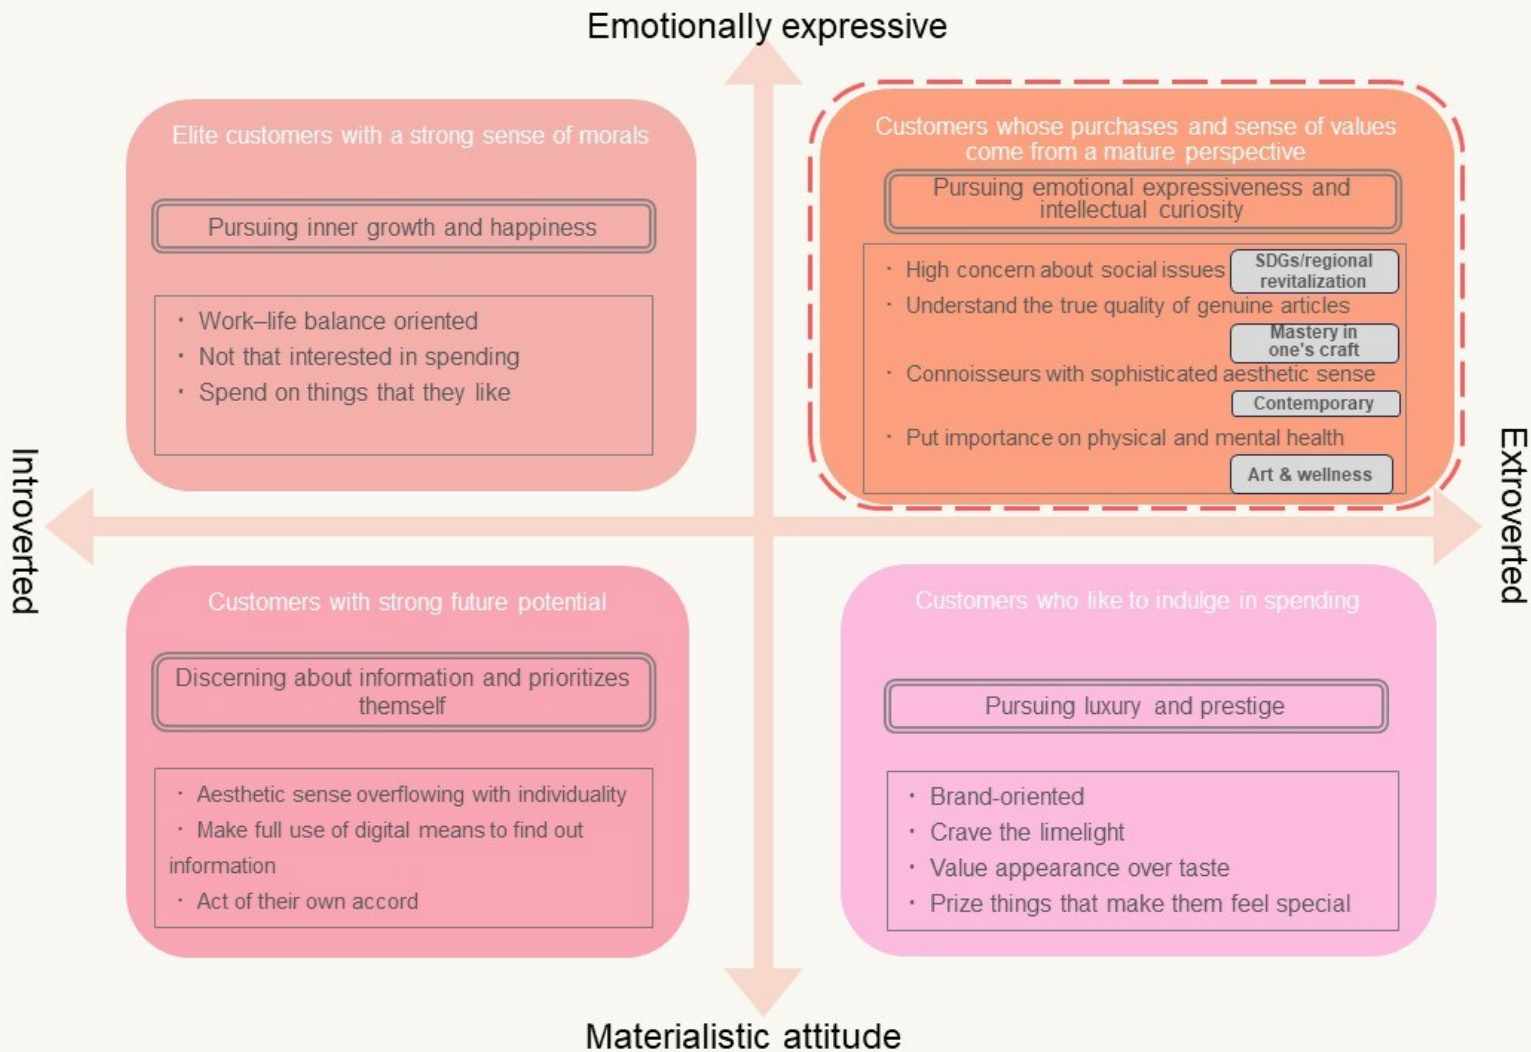 Emotionally expressive
Elite customers with a strong sense of morals
Pursuing inner growth and happiness
・ Work–life balance oriented
・ Not that interested in spending
・ Spend on things that they like
Customers whose purchases and sense of values
come from a mature perspective
Pursuing emotional expressiveness and
intellectual curiosity
・ High concern about social issues
SDGs/regional
revitalization
・ Understand the true quality of genuine articles
Mastery in
one's craft
・ Connoisseurs with sophisticated aesthetic sense
Contemporary
・ Put importance on physical and mental health
Art & wellness
Introverted
Extroverted
Customers with strong future potential
Discerning about information and prioritizes
themself
・ Aesthetic sense overflowing with individuality
・ Make full use of digital means to find out
information
・ Act of their own accord
Customers who like to indulge in spending
Pursuing luxury and prestige
・ Brand-oriented
・ Crave the limelight
・ Value appearance over taste
・ Prize things that make them feel special
Materialistic attitude